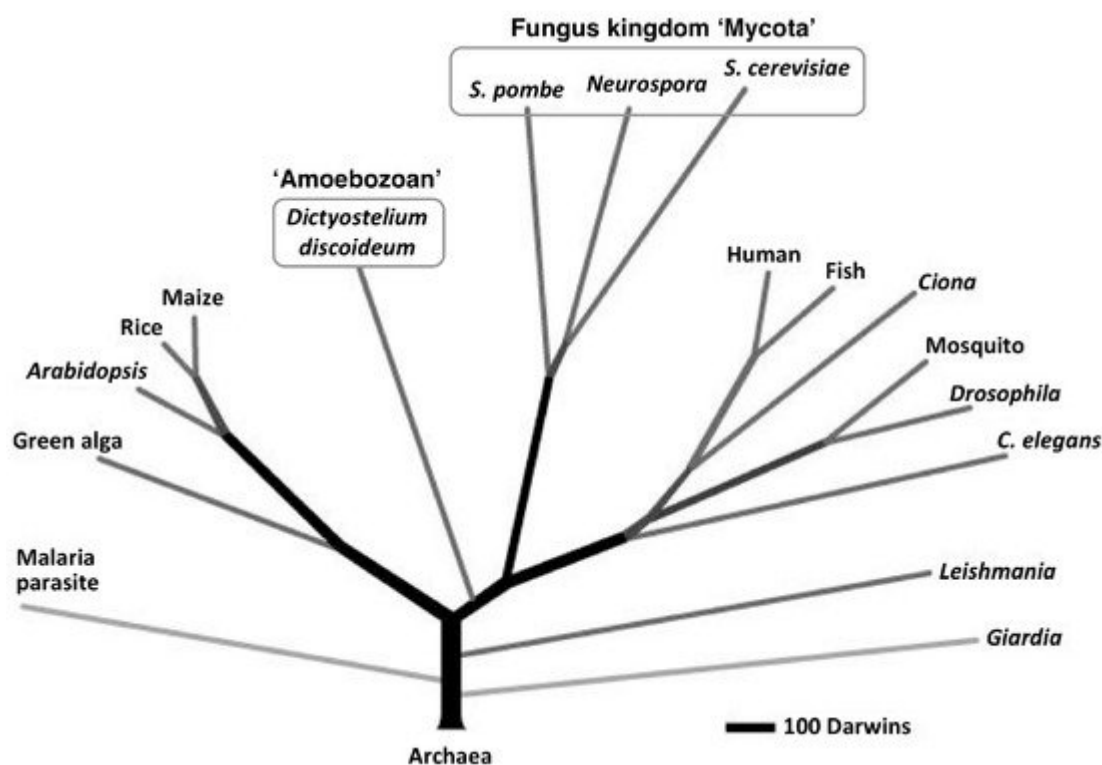 Fungus kingdom ‘Mycota’
S. pombe
Neurospora
S. cerevisiae
‘Amoebozoan’
Dictyostelium
discoideum
Human
Fish
Ciona
Maize
Rice
Mosquito
Arabidopsis
Drosophila
Green alga
C. elegans
Malaria
parasite
Leishmania
Giardia
100 Darwins
Archaea